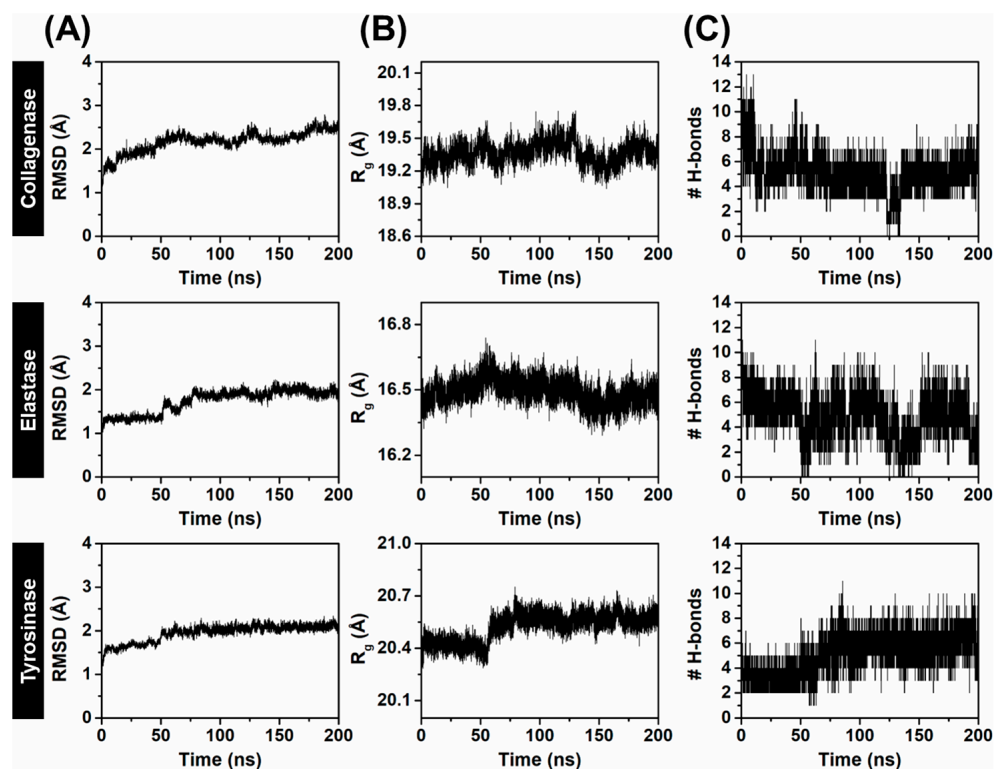 (A) (B) (C)
Collagenase
RMSD (Å)
4
3
2
1
0
0 50 100 150 200
Time (ns)
Rg (Å)
20.1
19.8
19.5
19.2
18.9
18.6
0 50 100 150 200
Time (ns)
# H-bonds
14
12
10
8
6
4
2
0
0 50 100 150 200
Time (ns)
Elastase
RMSD (Å)
4
3
2
1
0
0 50 100 150 200
Time (ns)
Rg (Å)
16.8
16.5
16.2
0 50 100 150 200
Time (ns)
# H-bonds
14
12
10
8
6
4
2
0
0 50 100 150 200
Time (ns)
Tyrosinase
RMSD (Å)
4
3
2
1
0
0 50 100 150 200
Time (ns)
Rg (Å)
21.0
20.7
20.4
20.1
0 50 100 150 200
Time (ns)
# H-bonds
14
12
10
8
6
4
2
0
0 50 100 150 200
Time (ns)